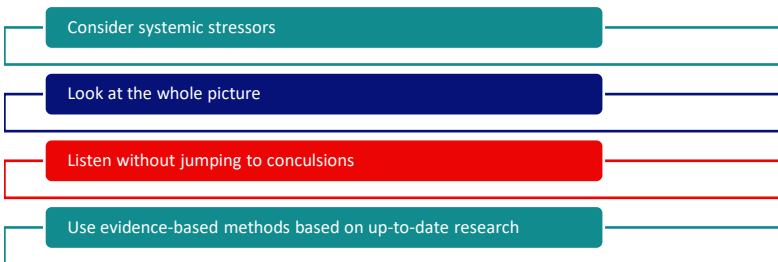 Consider systemic stressors
Look at the whole picture
Listen without jumping to conculsions
Use evidence-based methods based on up-to-date research